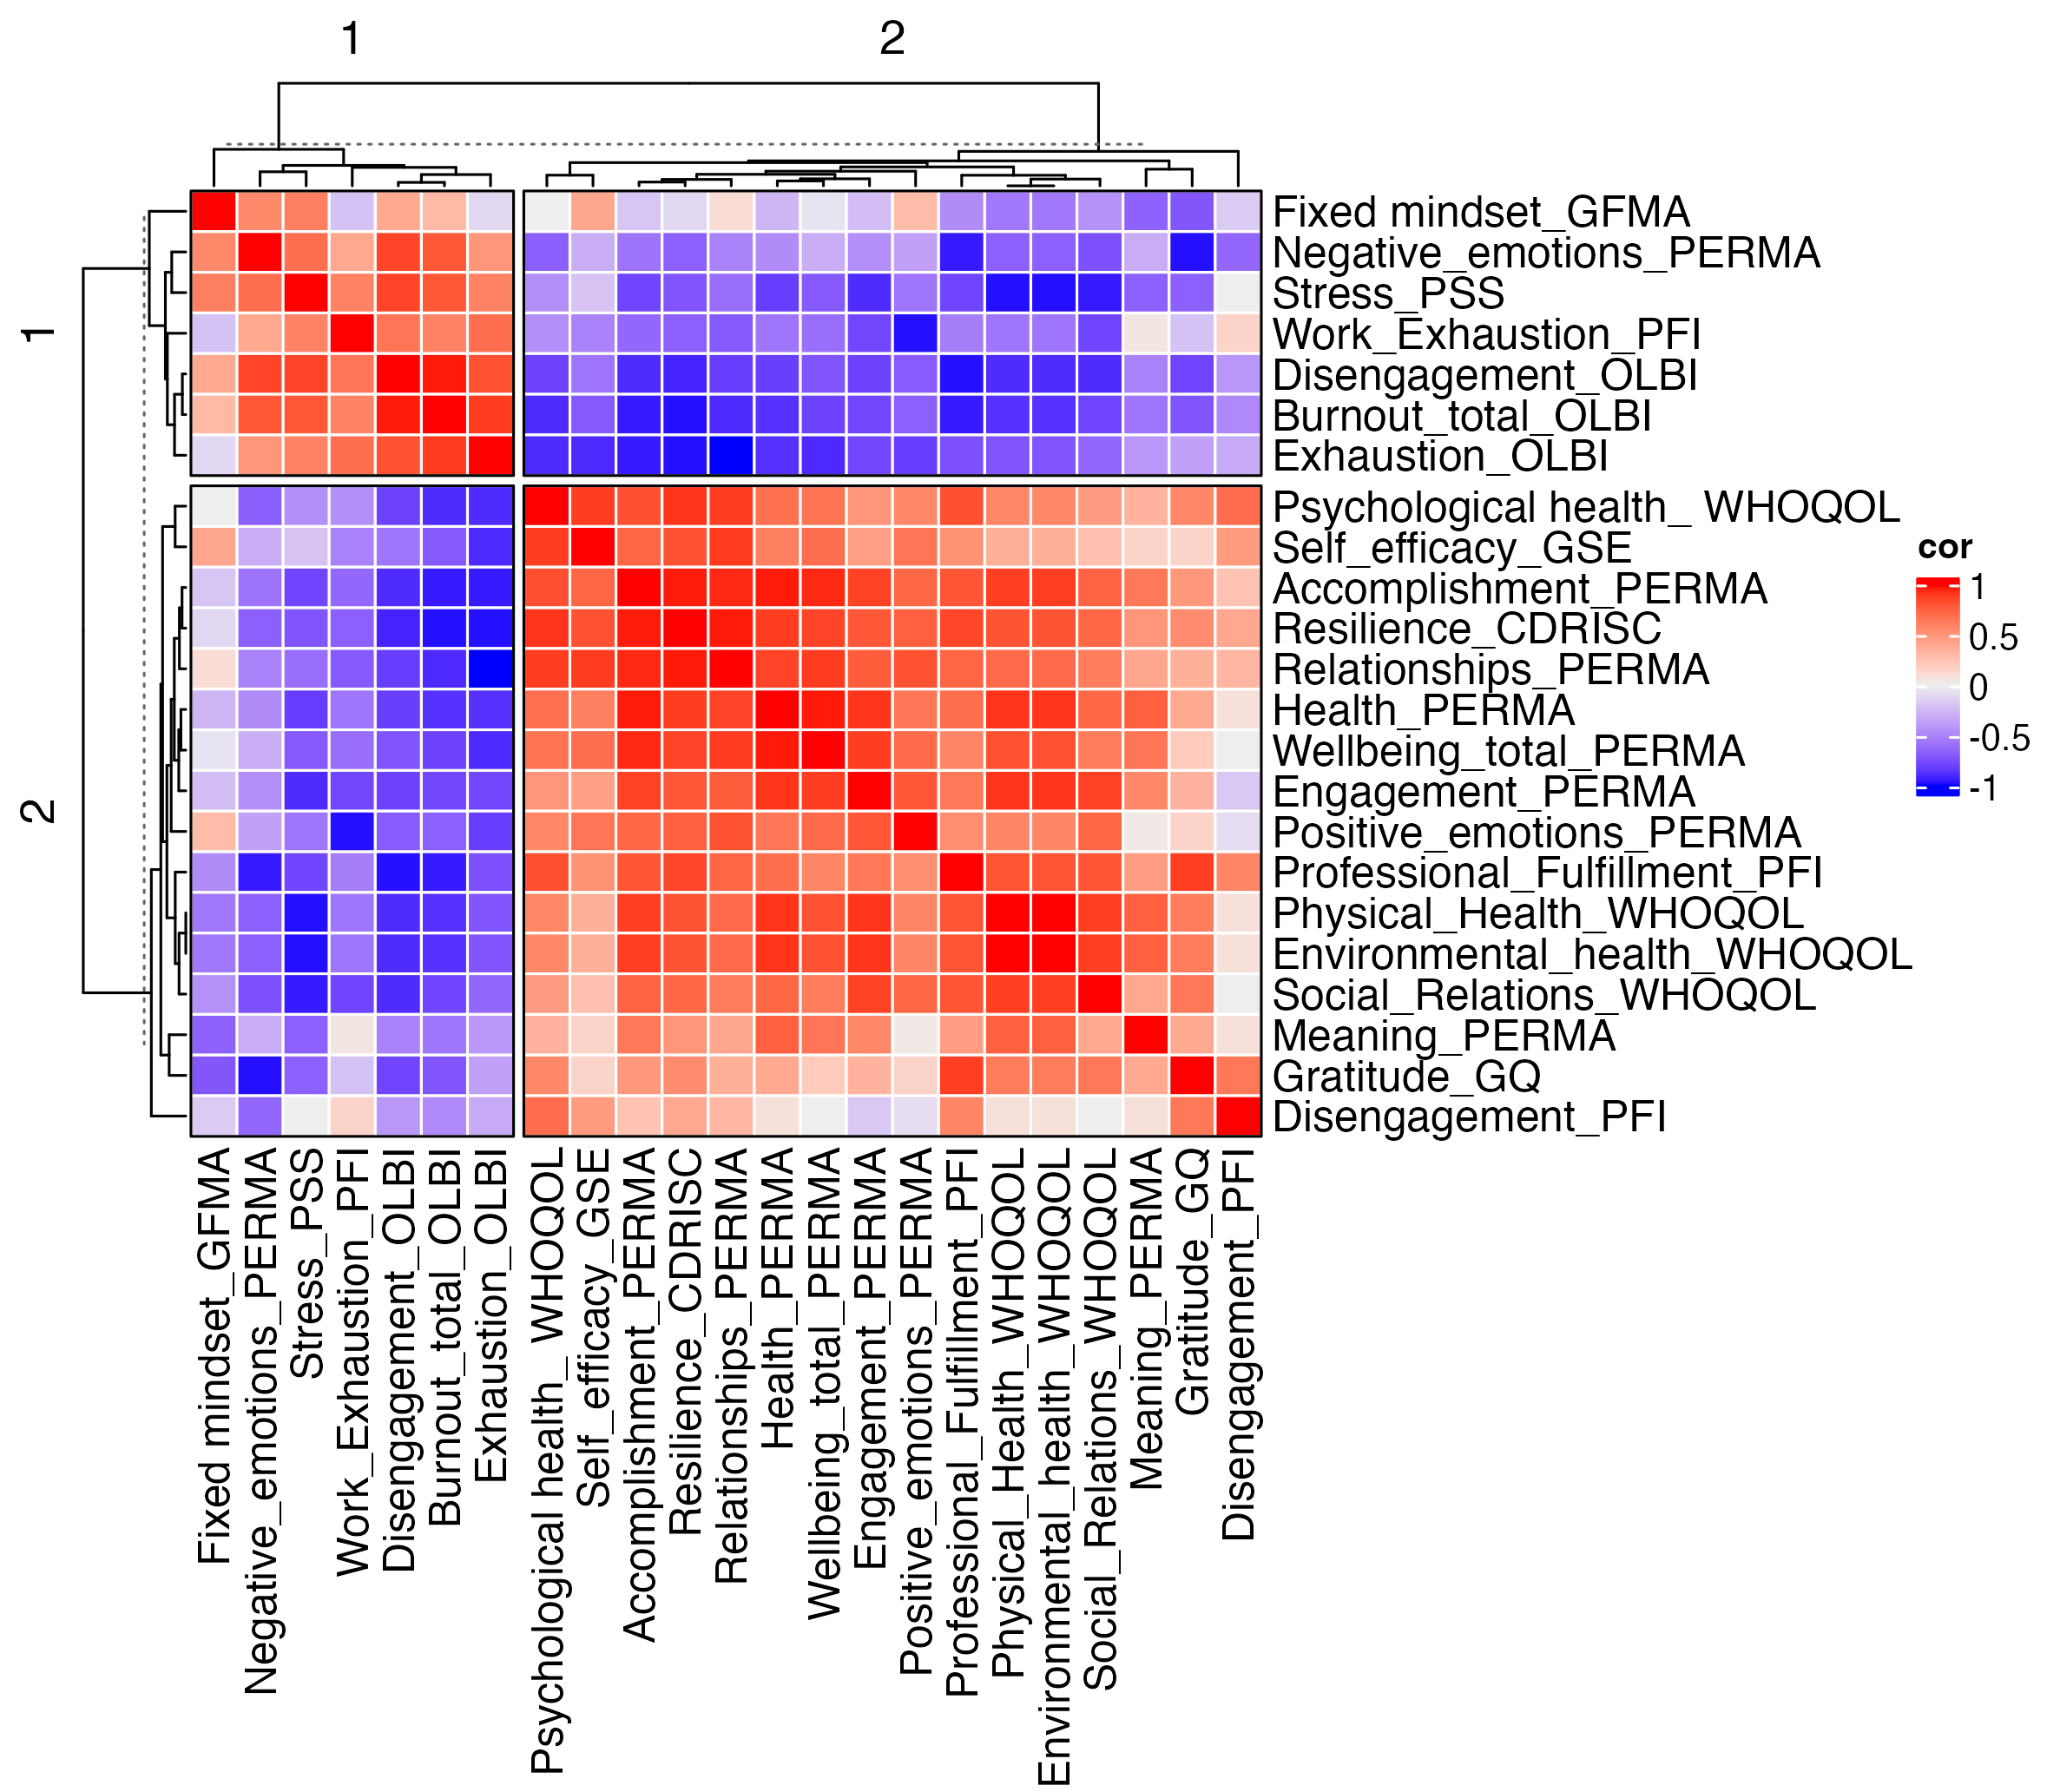 1
2
1
2
Fixed mindset_GFMA
Negative_emotions_PERMA
Stress_PSS
Work_Exhaustion_PFI
Disengagement_OLBI
Burnout_total_OLBI
Exhaustion_OLBI
Psychological health_ WHOQOL
Self_efficacy_GSE
Accomplishment_PERMA
Resilience_CDRISC
Relationships_PERMA
Health_PERMA
Wellbeing_total_PERMA
Engagement_PERMA
Positive_emotions_PERMA
Professional_Fulfillment_PFI
Physical_Health_WHOQOL
Environmental_health_WHOQOL
Social_Relations_WHOQOL
Meaning_PERMA
Gratitude_GQ
Disengagement_PFI
cor
1
0.5
0
-0.5
-1
Fixed mindset_GFMA
Negative_emotions_PERMA
Stress_PSS
Work_Exhaustion_PFI
Disengagement_OLBI
Burnout_total_OLBI
Exhaustion_OLBI
Psychological health_ WHOQOL
Self_efficacy_GSE
Accomplishment_PERMA
Resilience_CDRISC
Relationships_PERMA
Health_PERMA
Wellbeing_total_PERMA
Engagement_PERMA
Positive_emotions_PERMA
Professional_Fulfillment_PFI
Physical_Health_WHOQOL
Environmental_health_WHOQOL
Social_Relations_WHOQOL
Meaning_PERMA
Gratitude_GQ
Disengagement_PFI